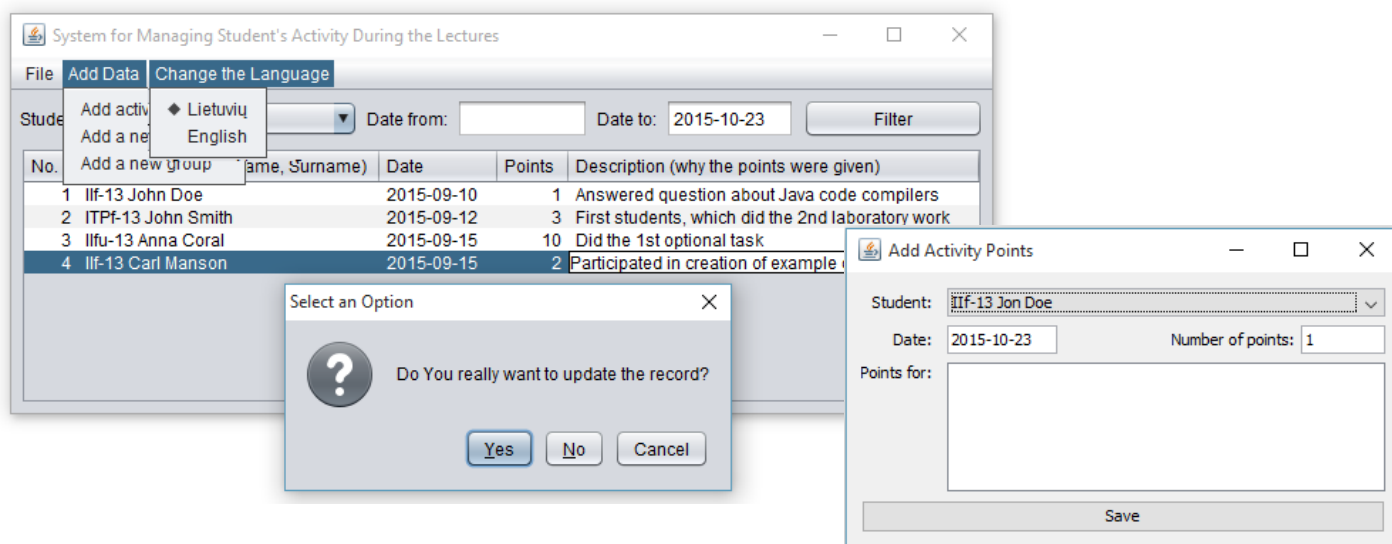 System for Managing Student's Activity During the Lectures
File Add Data Change the Language
Add activ
Add a ne
Add a new group
Lietuvių
English
Stude Date from: Date to: 2015-10-23 Filter
No. ame, Surname) Date Points Description (why the points were given)
1 IIf-13 John Doe 2015-09-10 1 Answered question about Java code compilers
2 ITPf-13 John Smith 2015-09-12 3 First students, which did the 2nd laboratory work
3 IIfu-13 Anna Coral 2015-09-15 10 Did the 1st optional task
4 IIf-13 Carl Manson 2015-09-15 2 Participated in creation of example
Select an Option
Do You really want to update the record?
Yes No Cancel
Add Activity Points
Student: IIf-13 Jon Doe
Date: 2015-10-23 Number of points: 1
Points for:
Save